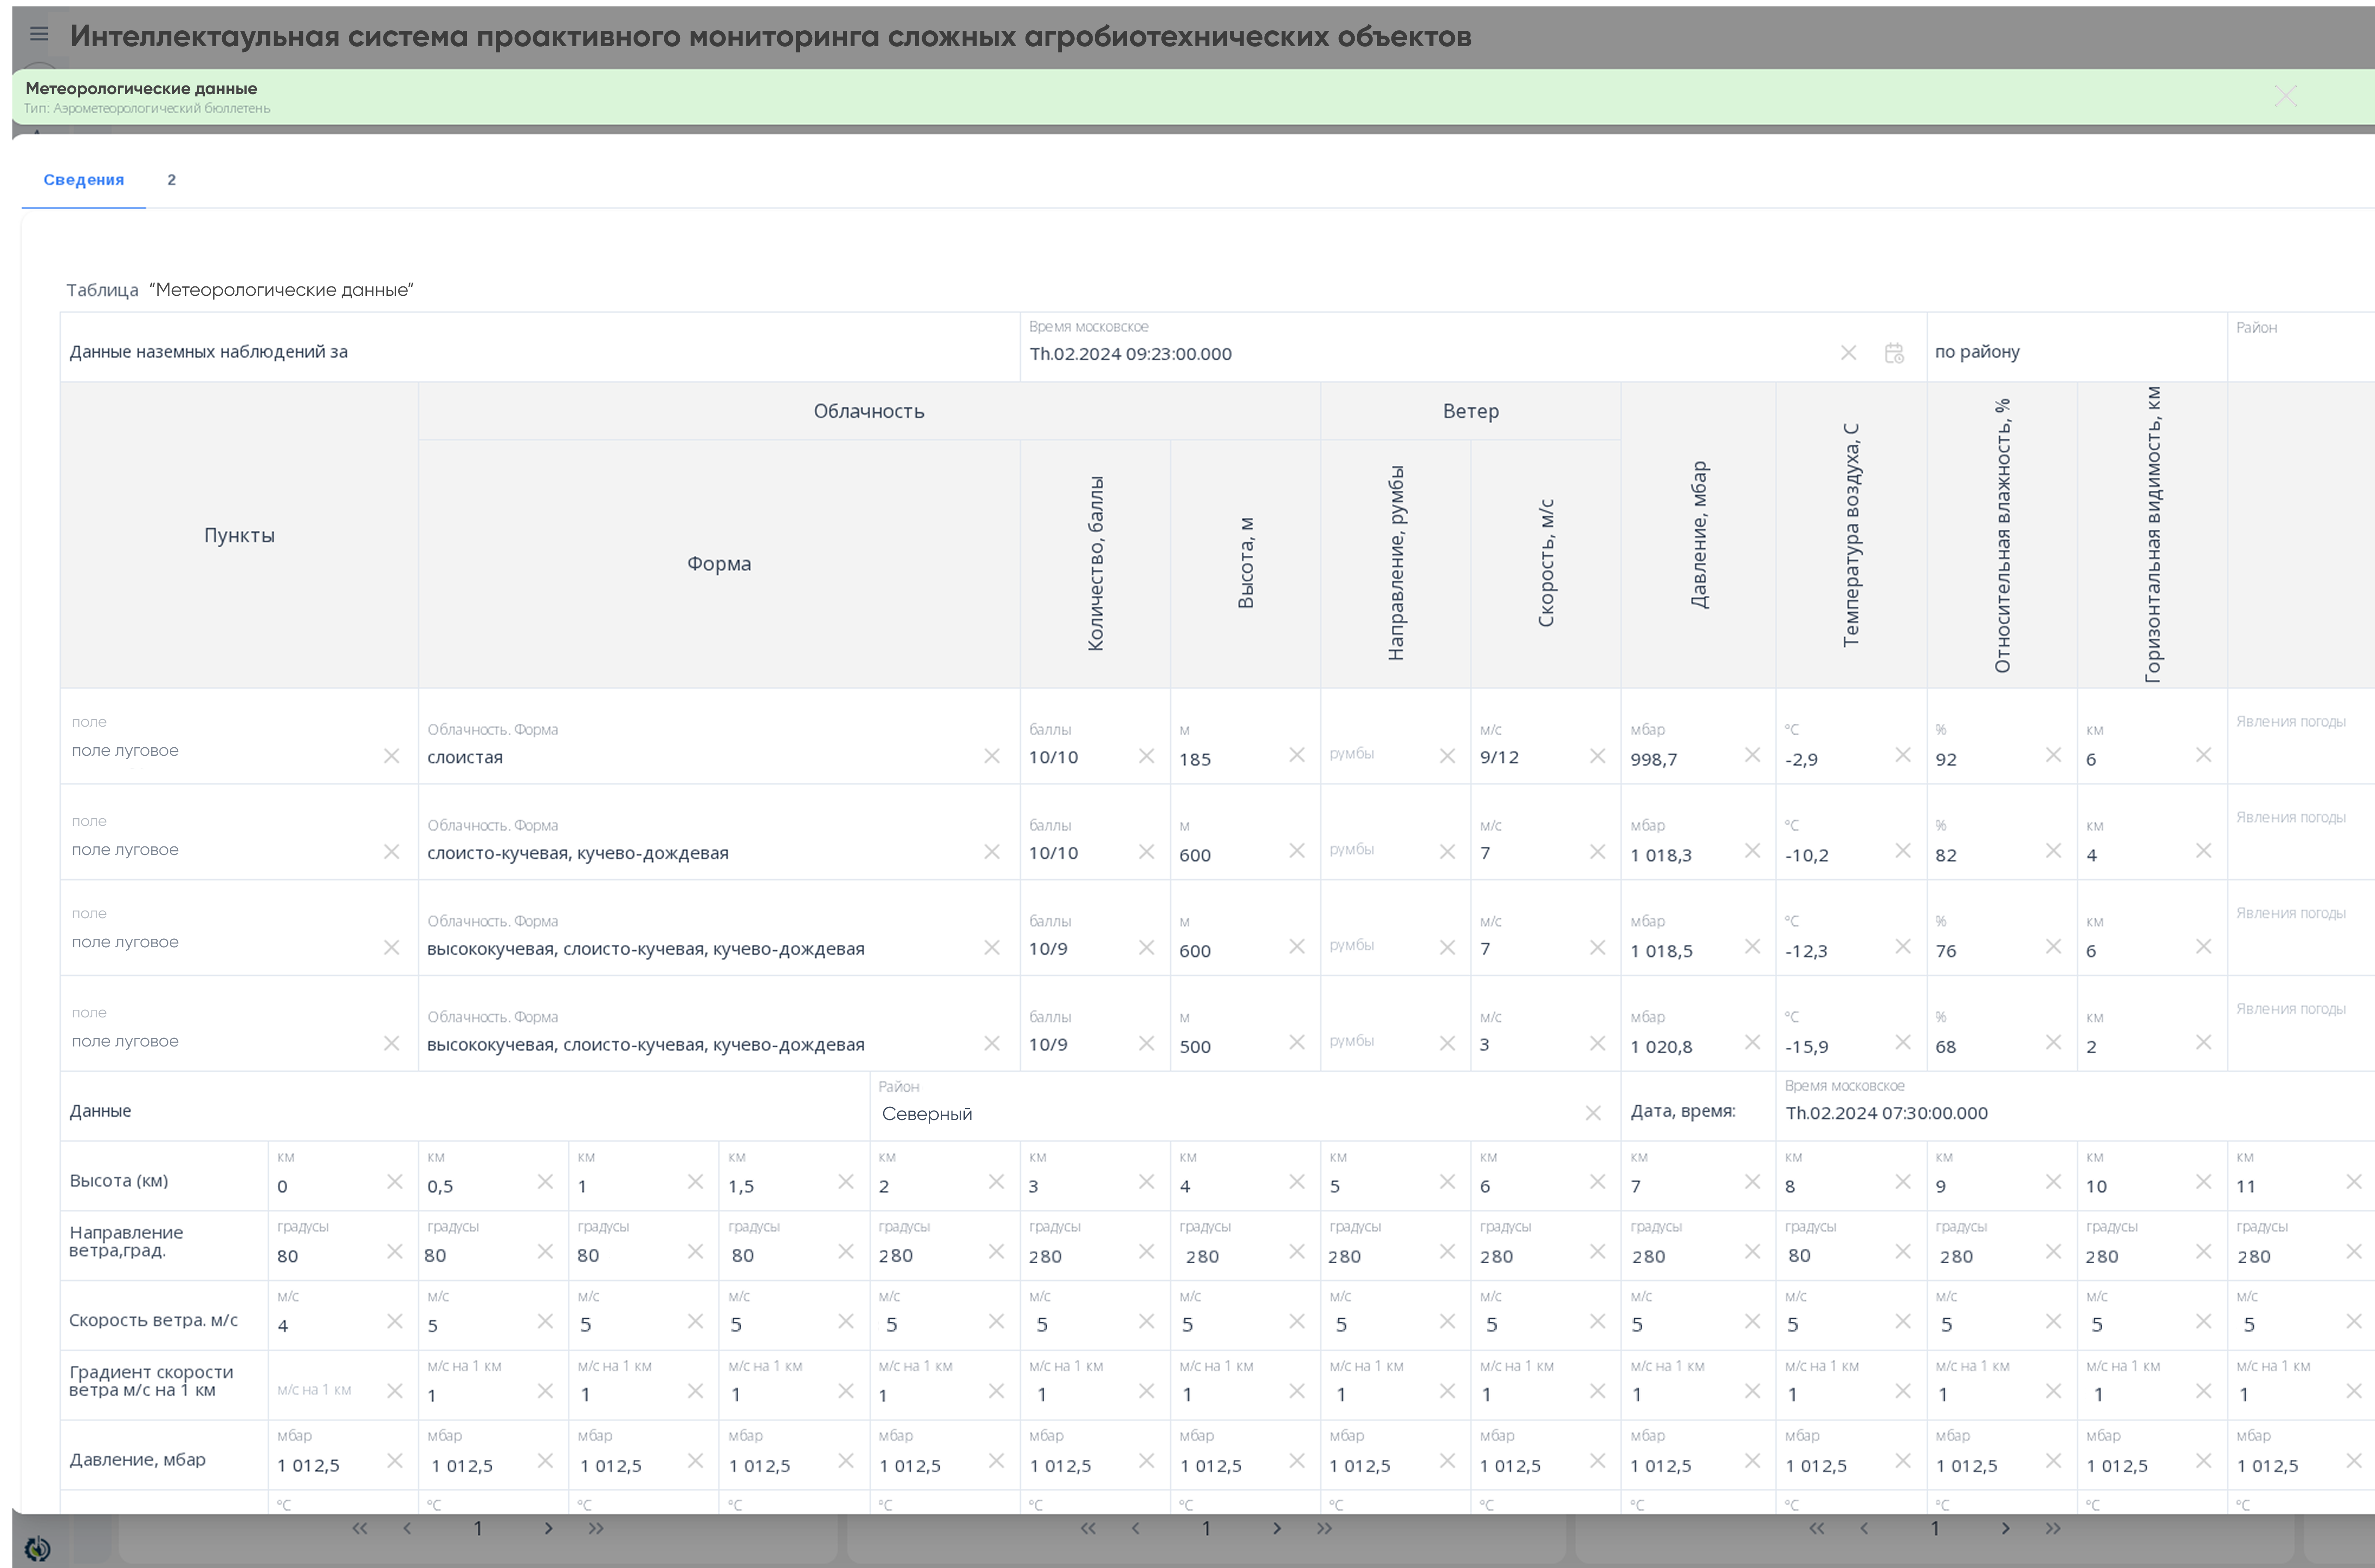 Интеллектаульная система проактивного мониторинга сложных агробиотехнических объектов
Метеорологические данные
Тип: Аэрометеорологический бюллетень
Сведения 2
Таблица “Метеорологические данные”
Данные наземных наблюдений за
Время московское
Th.02.2024 09:23:00.000
по району
Район
Пункты
Облачность
Форма
Количество, баллы
Высота, м
Ветер
Направление, румбы
Скорость, м/с
Давление, мбар
Температура воздуха, С
Относительная влажность, %
Горизонтальная видимость, км
поле Облачность. Форма баллы м м/с мбар °C % км Явления погоды
поле луговое слоистая 10/10 185 румбы 9/12 998,7 -2,9 92 6
поле Облачность. Форма баллы м м/с мбар °C % км Явления погоды
поле луговое слоисто-кучевая, кучево-дождевая 10/10 600 румбы 7 1 018,3 -10,2 82 4
поле Облачность. Форма баллы м м/с мбар °C % км Явления погоды
поле луговое высококучевая, слоисто-кучевая, кучево-дождевая 10/9 600 румбы 7 1 018,5 -12,3 76 6
поле Облачность. Форма баллы м м/с мбар °C % км Явления погоды
поле луговое высококучевая, слоисто-кучевая, кучево-дождевая 10/9 500 румбы 3 1 020,8 -15,9 68 2
Данные
Район
Северный
Дата, время:
Время московское
Th.02.2024 07:30:00.000
км км км км км км км км км км км км км км
Высота (км) 0 0,5 1 1,5 2 3 4 5 6 7 8 9 10 11
градусы градусы градусы градусы градусы градусы градусы градусы градусы градусы градусы градусы градусы градусы
Направление
ветра,град.
80 80 80 80 280 280 280 280 280 280 80 280 280 280
м/с м/с м/с м/с м/с м/с м/с м/с м/с м/с м/с м/с м/с м/с
Скорость ветра. м/с 4 5 5 5 5 5 5 5 5 5 5 5 5 5
Градиент скорости
ветра м/с на 1 км
м/с на 1 км м/с на 1 км м/с на 1 км м/с на 1 км м/с на 1 км м/с на 1 км м/с на 1 км м/с на 1 км м/с на 1 км м/с на 1 км м/с на 1 км м/с на 1 км м/с на 1 км м/с на 1 км
1 1 1 1 1 1 1 1 1 1 1 1 1
мбар мбар мбар мбар мбар мбар мбар мбар мбар мбар мбар мбар мбар мбар
Давление, мбар 1 012,5 1 012,5 1 012,5 1 012,5 1 012,5 1 012,5 1 012,5 1 012,5 1 012,5 1 012,5 1 012,5 1 012,5 1 012,5 1 012,5
°C °C °C °C °C °C °C °C °C °C °C °C °C °C
1 1 1